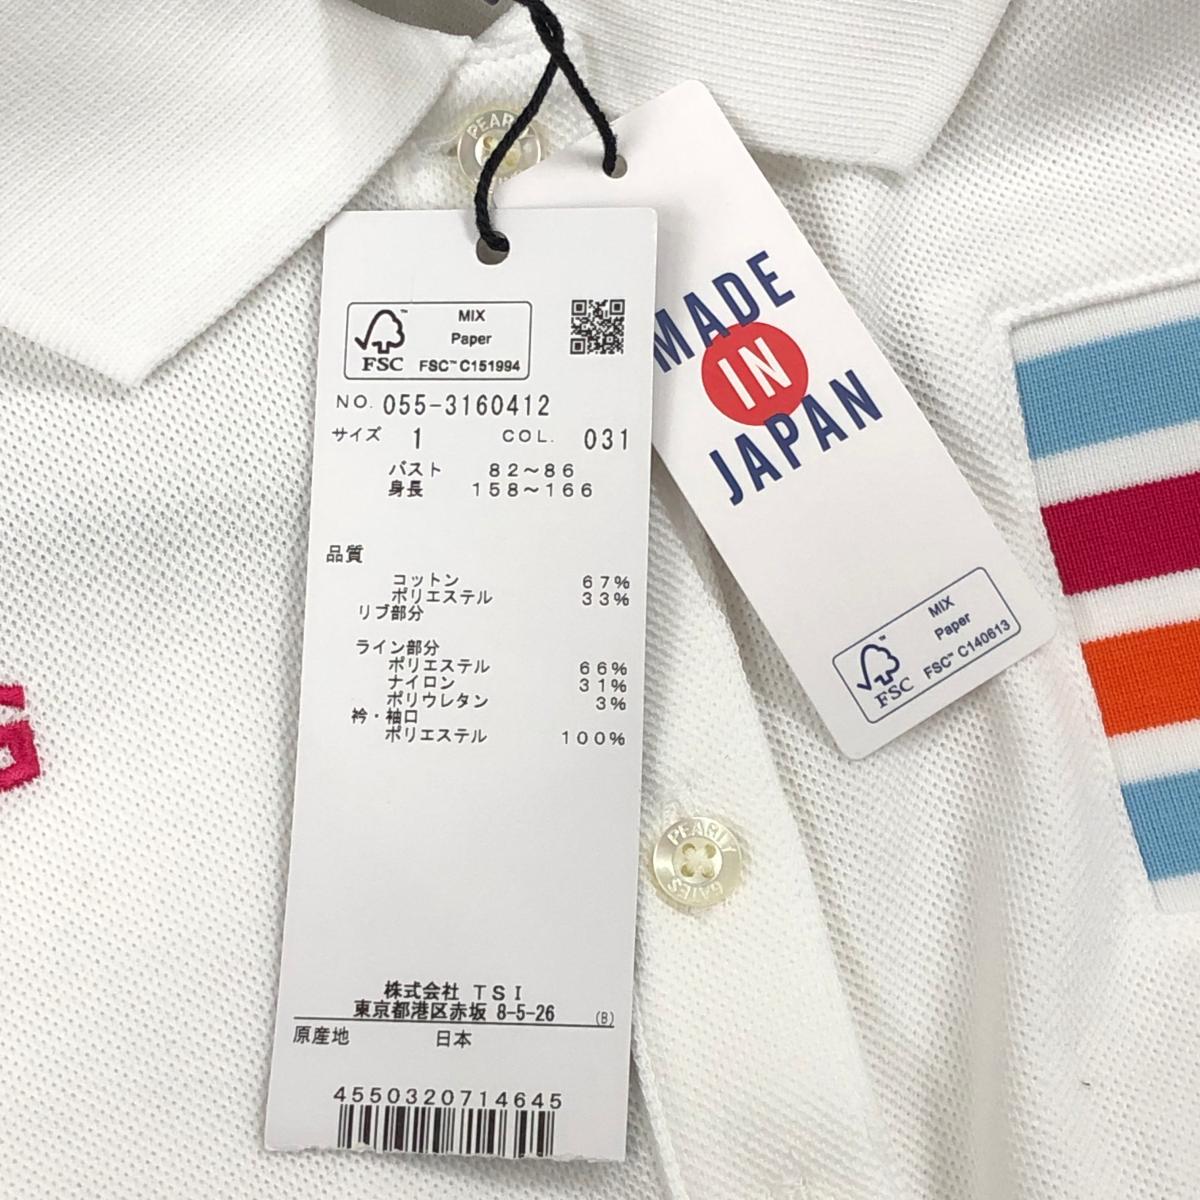 MIX
Paper
FSC™ C151994
FSC
NO. 055-3160412
サイズ 1 COL. 031
バスト 82～86
身長 158～166
品質
コットン 67%
ポリエステル 33%
リブ部分
ライン部分
ポリエステル 66%
ナイロン 31%
ポリウレタン 3%
衿・袖口
ポリエステル 100%
株式会社 TSI
東京都港区赤坂 8-5-26 (B)
原産地 日本
4550320714645
MADE
IN
JAPAN
MIX
Paper
FSC™ C140613
FSC
PEARLY
GATES